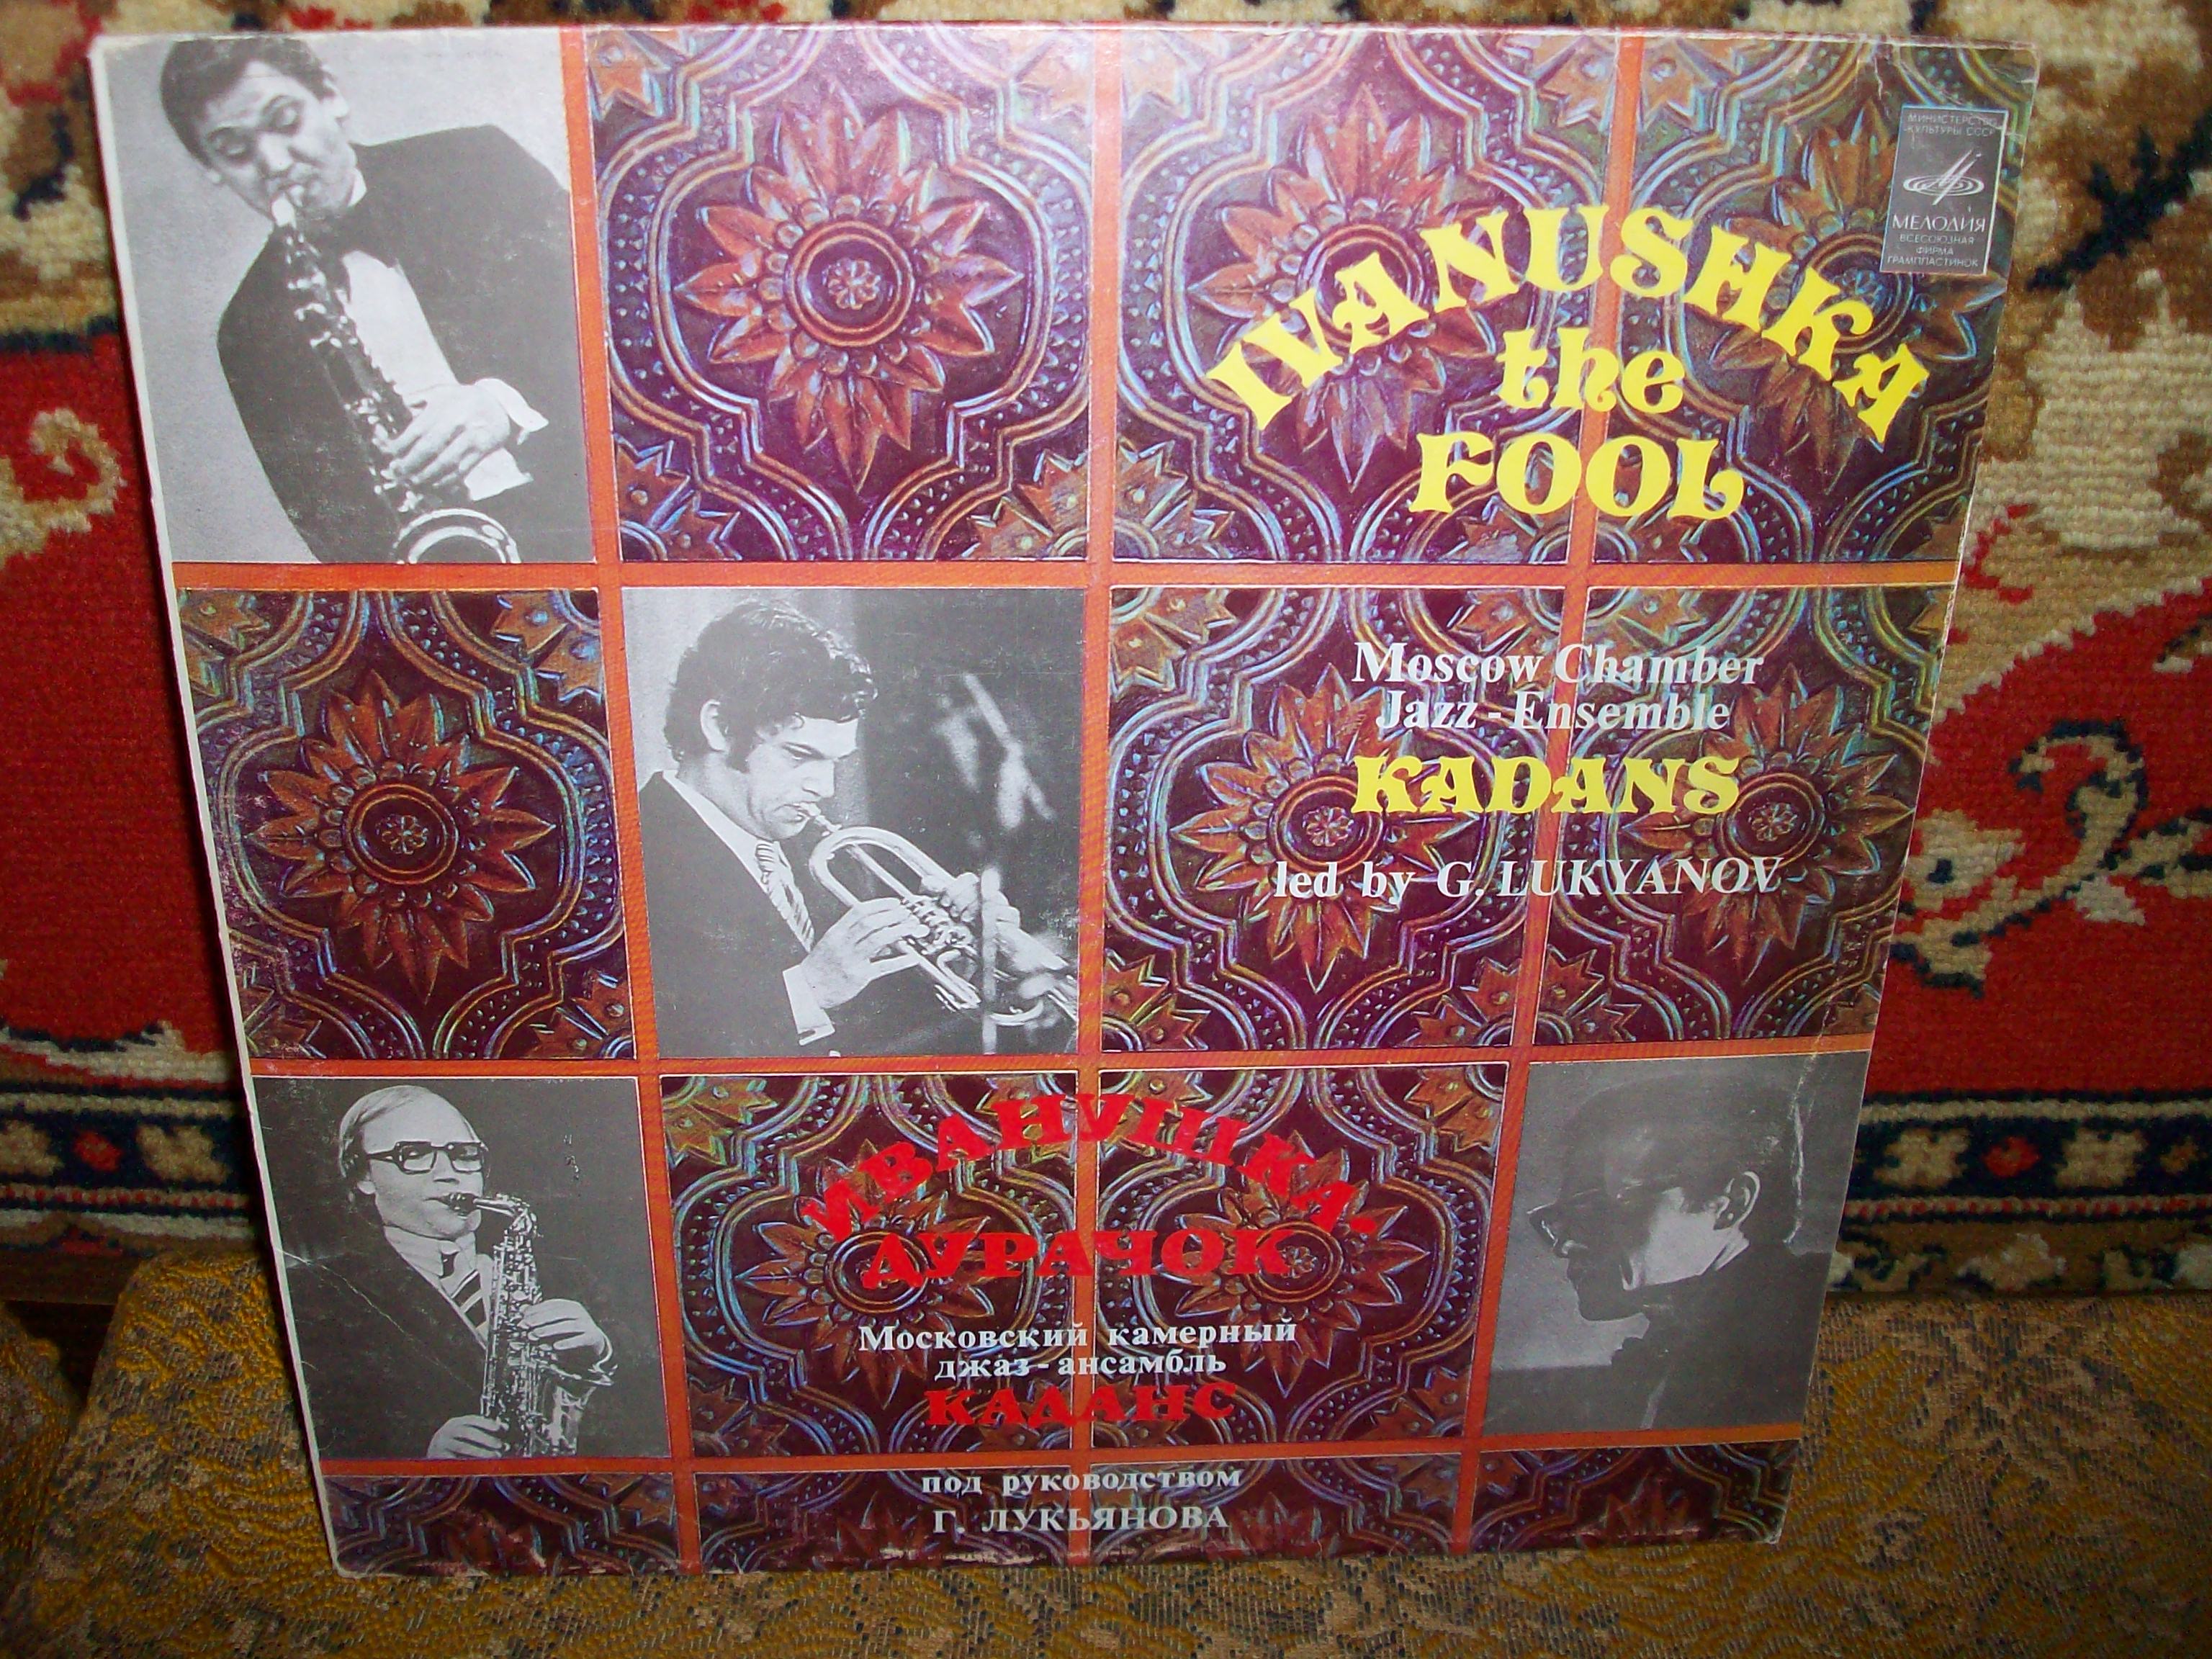 МИНИСТЕРСТВО
КУЛЬТУРЫ СССР
МЕЛОДИЯ
ВСЕСОЮЗНАЯ
ФИРМА
ГРАМПЛАСТИНОК
IVANUSHKA
the
FOOL
Moscow Chamber
Jazz-Ensemble
KADANS
led by G. LUKYANOV
ИВАНУШКА-
ДУРАЧОК
Московский камерный
джаз-ансамбль
КАДАНС
под руководством
Г. ЛУКЬЯНОВА